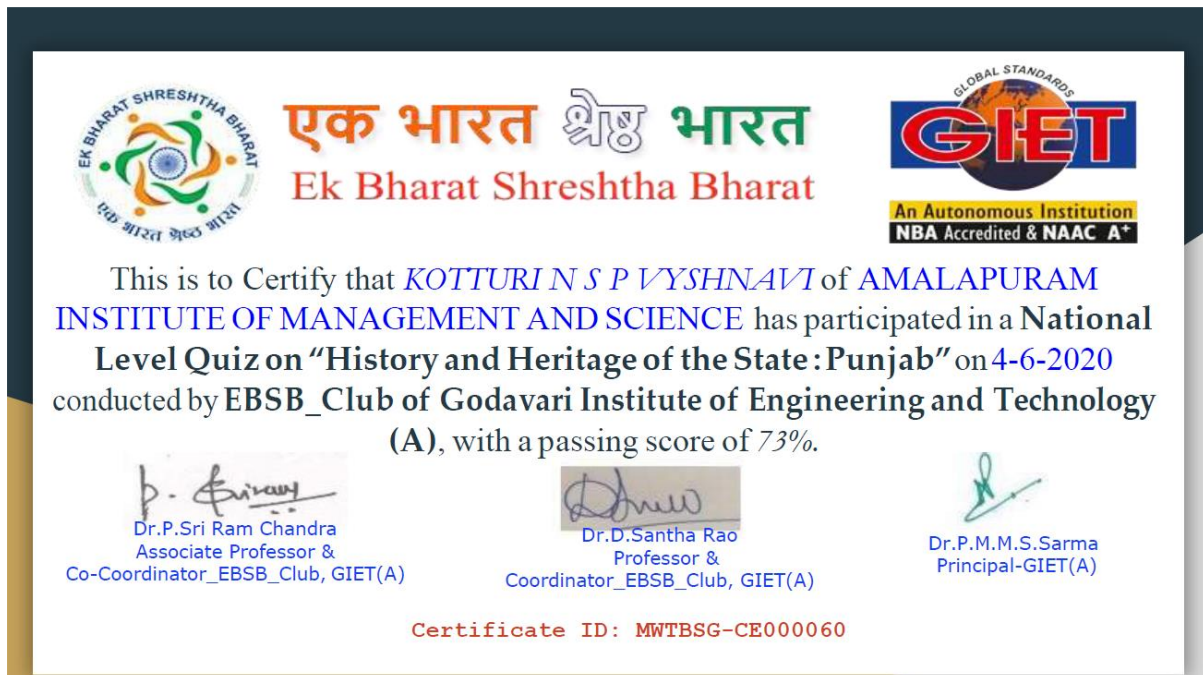 EK BHARAT SHRESHTHA BHARAT
एक भारत श्रेष्ठ भारत
एक भारत श्रेष्ठ भारत
Ek Bharat Shreshtha Bharat
GLOBAL STANDARDS
GIET
An Autonomous Institution
NBA Accredited & NAAC A+
This is to Certify that KOTTURI N S P VYSHNAVI of AMALAPURAM
INSTITUTE OF MANAGEMENT AND SCIENCE has participated in a National
Level Quiz on “History and Heritage of the State : Punjab” on 4-6-2020
conducted by EBSB_Club of Godavari Institute of Engineering and Technology
(A), with a passing score of 73%.
Dr.P.Sri Ram Chandra
Associate Professor &
Co-Coordinator_EBSB_Club, GIET(A)
Dr.D.Santha Rao
Professor &
Coordinator_EBSB_Club, GIET(A)
Dr.P.M.M.S.Sarma
Principal-GIET(A)
Certificate ID: MWTBSG-CE000060